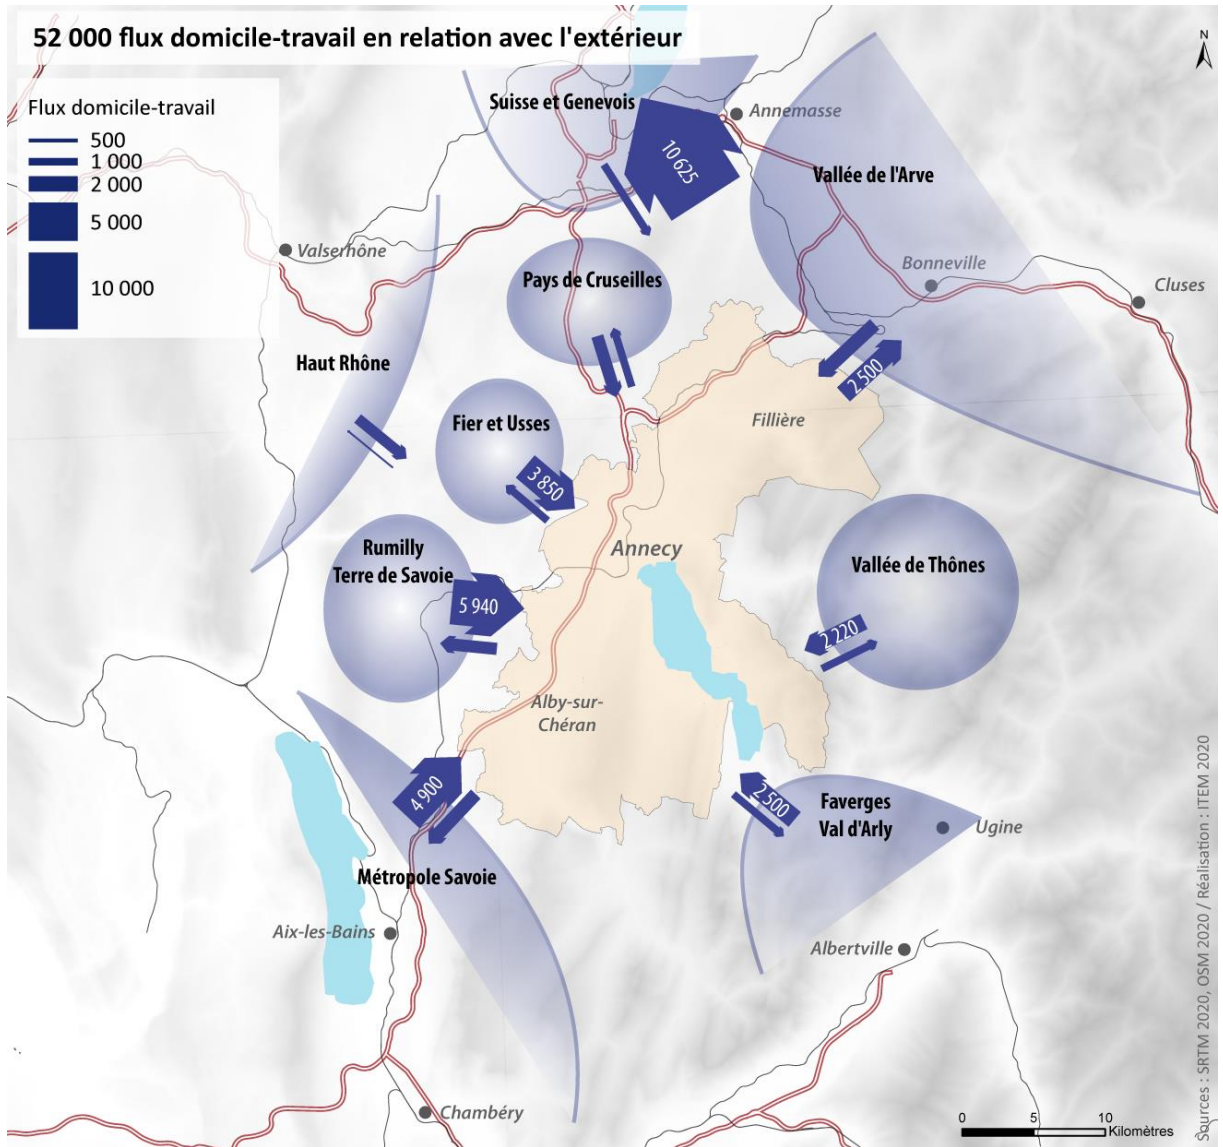 52 000 flux domicile-travail en relation avec l'extérieur
N
Flux domicile-travail
500
1 000
2 000
5 000
10 000
Suisse et Genevois
Annemasse
10 625
Vallée de l'Arve
Valserhône
Pays de Cruseilles
Bonneville
Cluses
Haut Rhône
2 500
Fier et Usses
Fillière
3 850
Annecy
Rumilly
Terre de Savoie
Vallée de Thônes
5 940
2 220
Alby-sur-
Chéran
4 900
2 500
Faverges
Val d'Arly
Ugine
Métropole Savoie
Aix-les-Bains
Albertville
Chambéry
0 5 10
Kilomètres
Sources : SRTM 2020, OSM 2020 / Réalisation : ITEM 2020